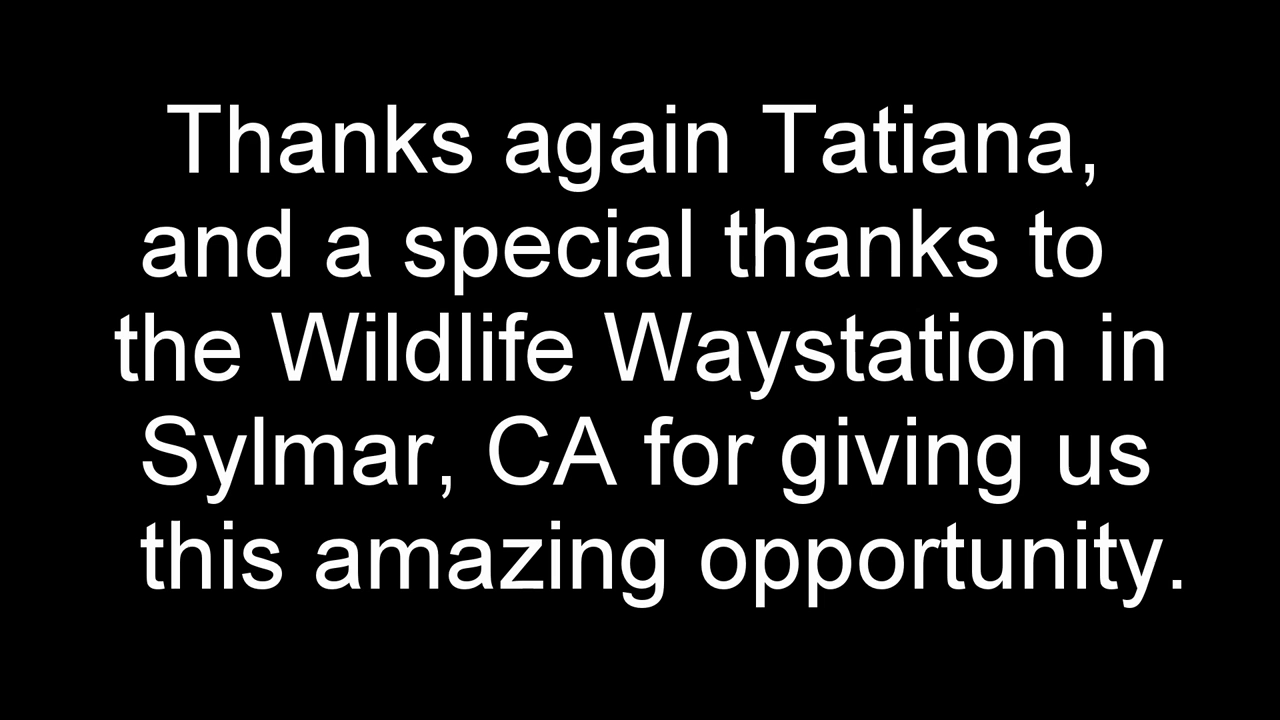 Thanks again Tatiana,
and a special thanks to
the Wildlife Waystation in
Sylmar, CA for giving us
this amazing opportunity.